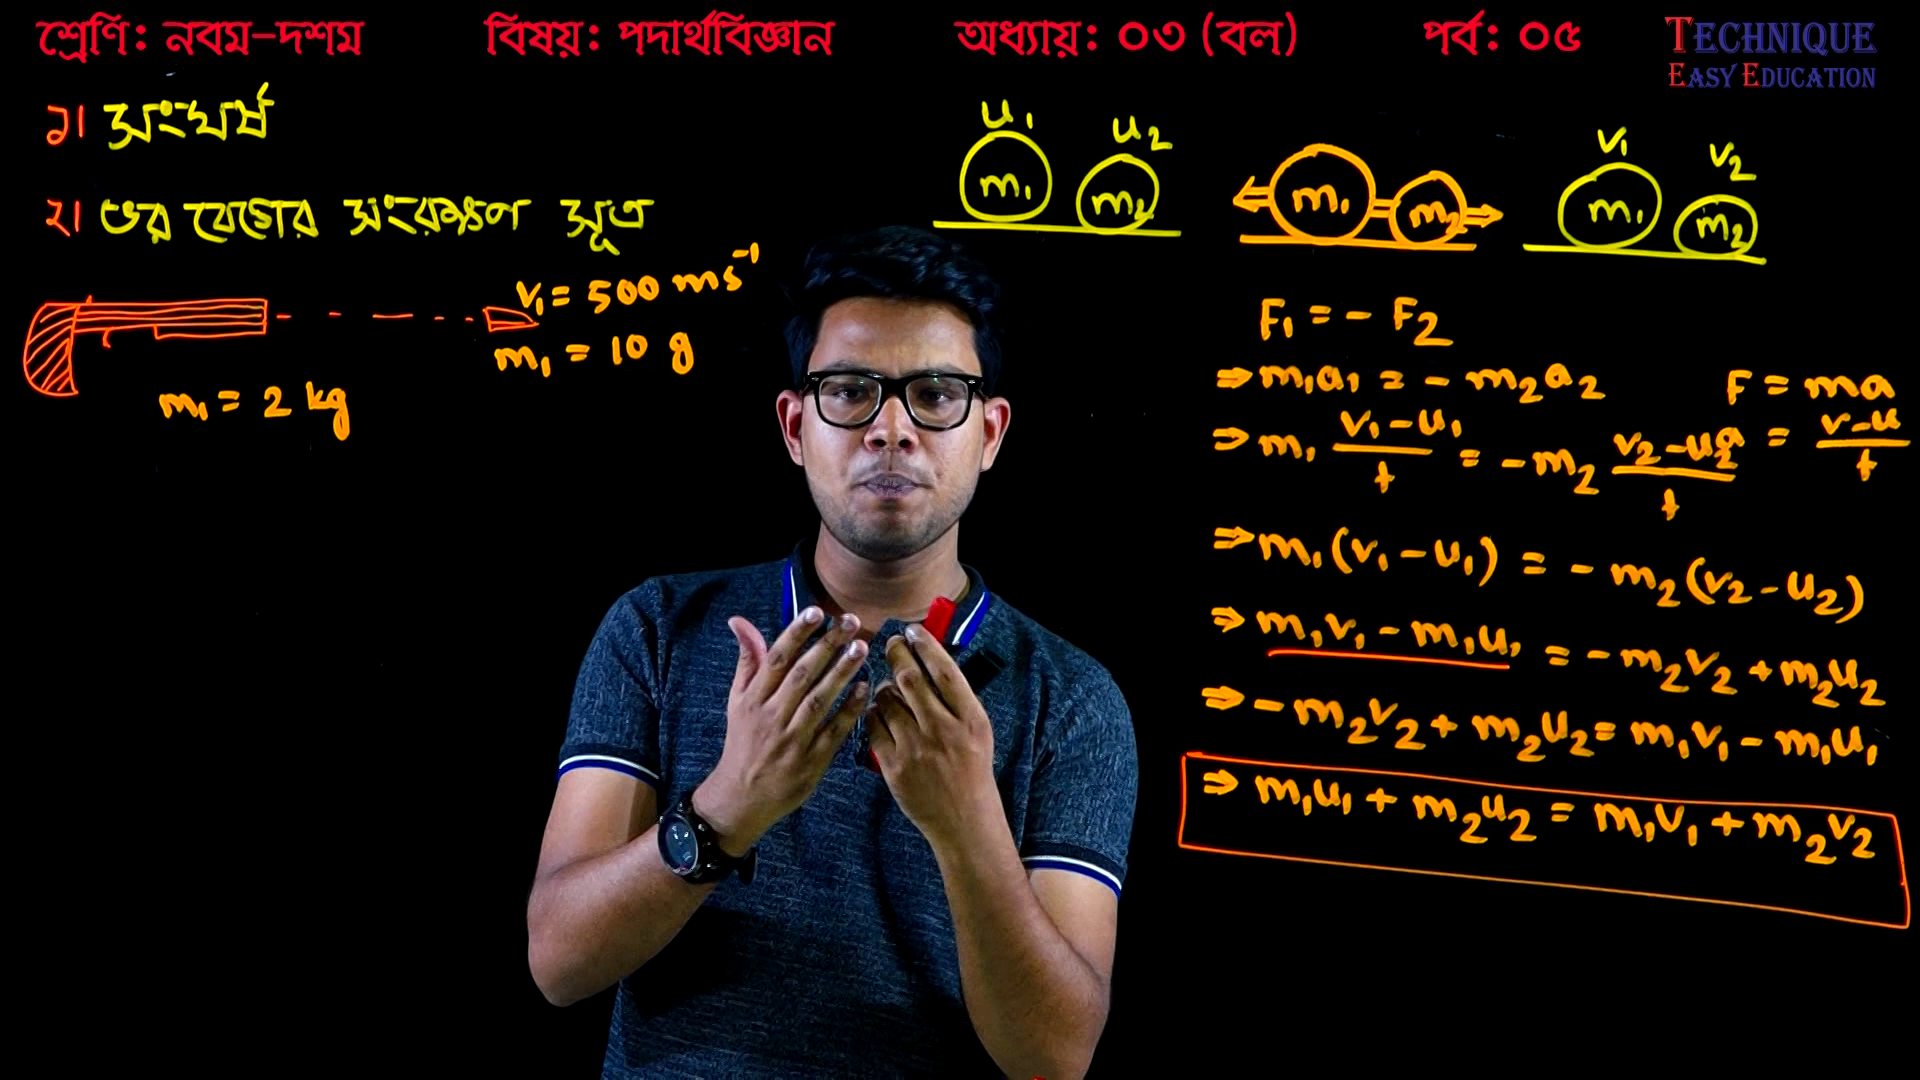 শ্রেণি: নবম-দশম বিষয়: পদার্থবিজ্ঞান অধ্যায়: ০৩ (বল) পর্ব: ০৫
TECHNIQUE
EASY EDUCATION
১। সংঘর্ষ
২। ভর বেগের সংরক্ষণ সূত্র
v₁ = 500 ms⁻¹
m₁ = 10 g
m₁ = 2 kg
u₁ u₂
m₁ m₂
m₁ m₂
v₁ v₂
m₁ m₂
F₁ = - F₂
⇒ m₁a₁ = - m₂a₂
F = ma
⇒ m₁ (v₁-u₁)/t = -m₂ (v₂-u₂)/t
a = (v-u)/t
⇒ m₁(v₁-u₁) = - m₂(v₂-u₂)
⇒ m₁v₁ - m₁u₁ = -m₂v₂ + m₂u₂
⇒ -m₂v₂ + m₂u₂ = m₁v₁ - m₁u₁
⇒ m₁u₁ + m₂u₂ = m₁v₁ + m₂v₂